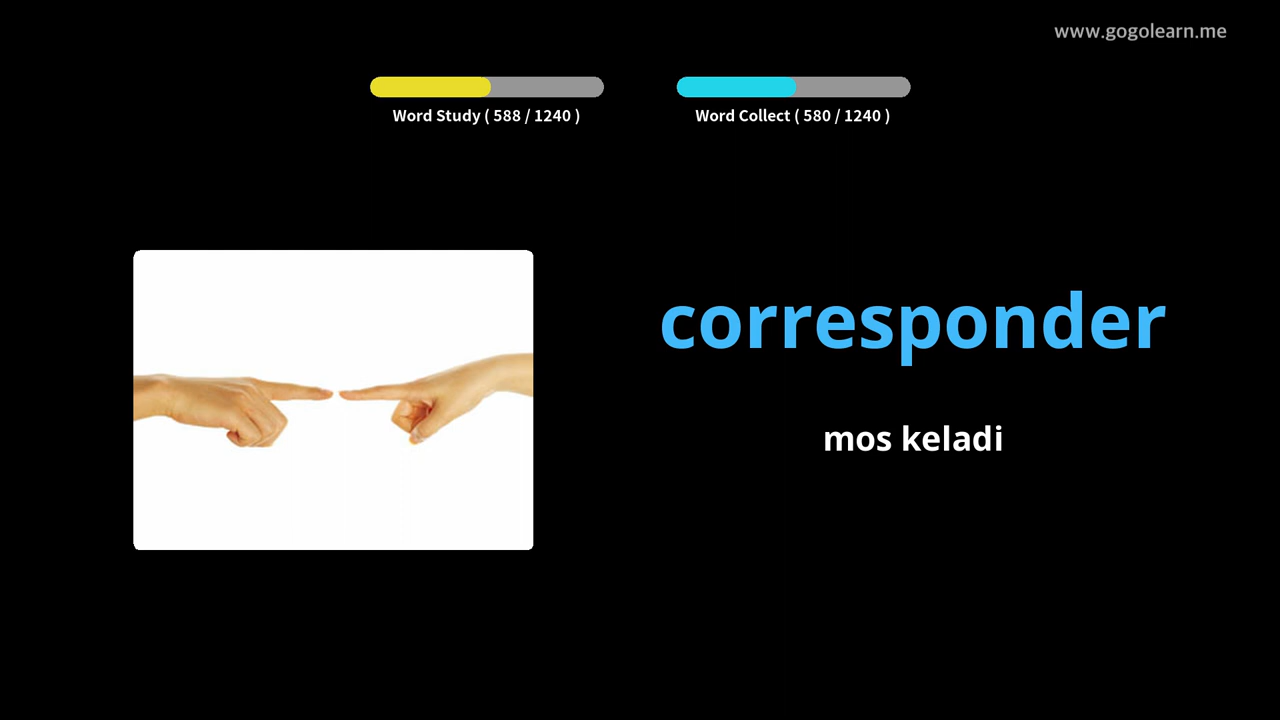 www.gogolearn.me
Word Study ( 588 / 1240 )
Word Collect ( 580 / 1240 )
corresponder
mos keladi